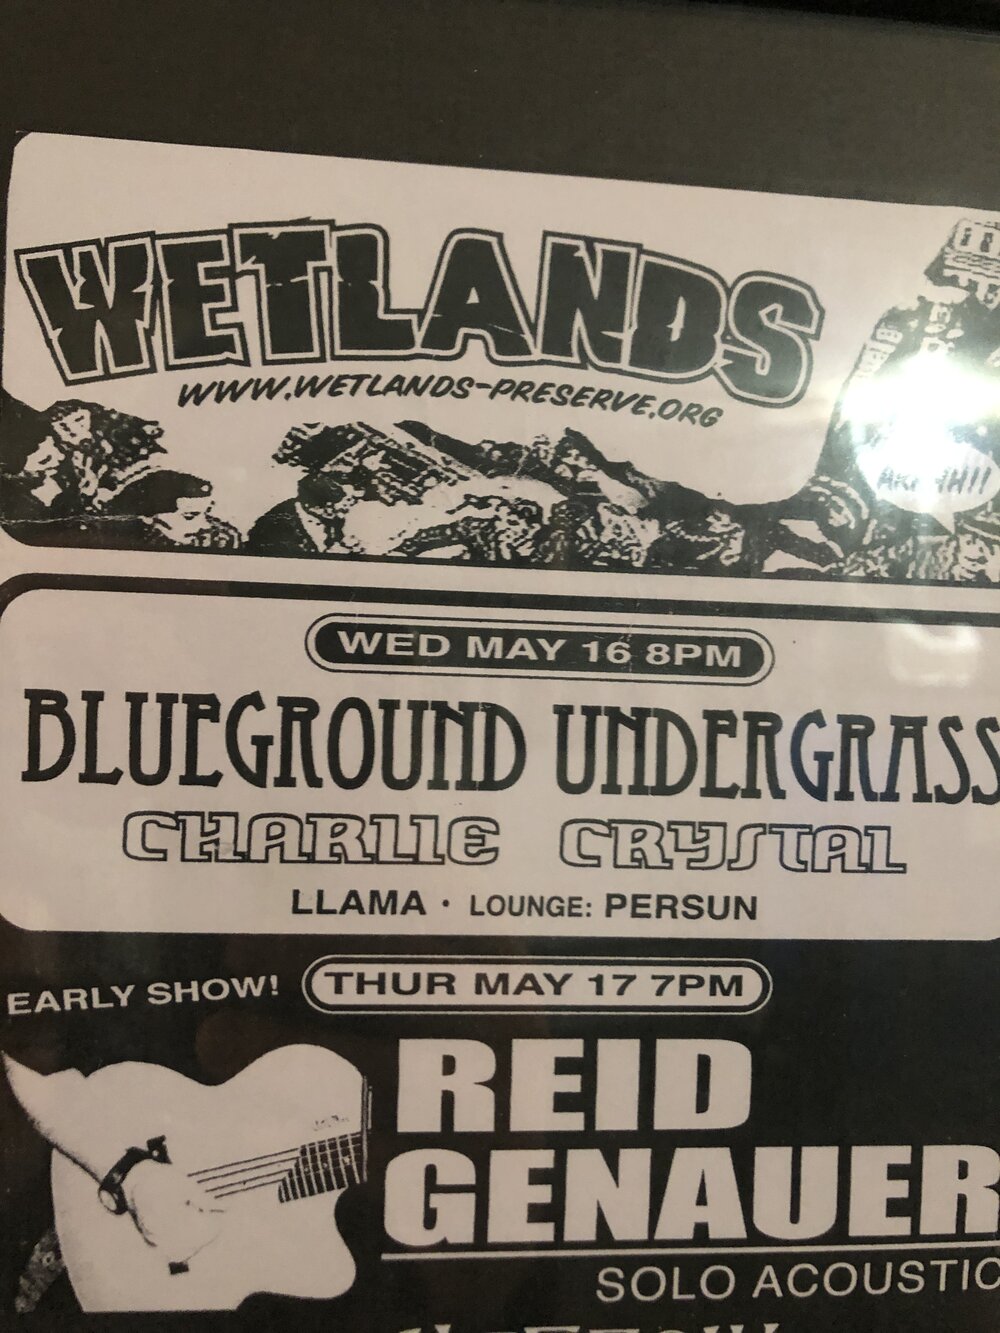 WETLANDS
WWW.WETLANDS-PRESERVE.ORG
WED MAY 16 8PM
BLUEGROUND UNDERGRASS
CHARLIE CRYSTAL
LLAMA · LOUNGE: PERSUN
EARLY SHOW! THUR MAY 17 7PM
REID
GENAUER
SOLO ACOUSTIC